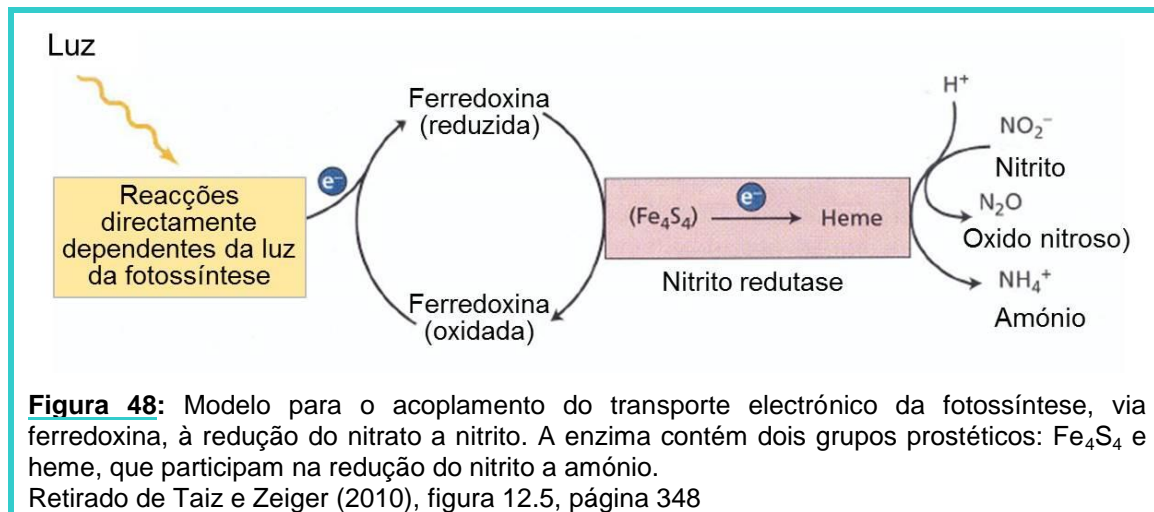 Luz
Reacções
directamente
dependentes da luz
da fotossíntese
e⁻
Ferredoxina
(reduzida)
Ferredoxina
(oxidada)
(Fe₄S₄)
e⁻
Heme
Nitrito redutase
H⁺
NO₂⁻
Nitrito
N₂O
Oxido nitroso)
NH₄⁺
Amónio
Figura 48: Modelo para o acoplamento do transporte electrónico da fotossíntese, via
ferredoxina, à redução do nitrato a nitrito. A enzima contém dois grupos prostéticos: Fe₄S₄ e
heme, que participam na redução do nitrito a amónio.
Retirado de Taiz e Zeiger (2010), figura 12.5, página 348